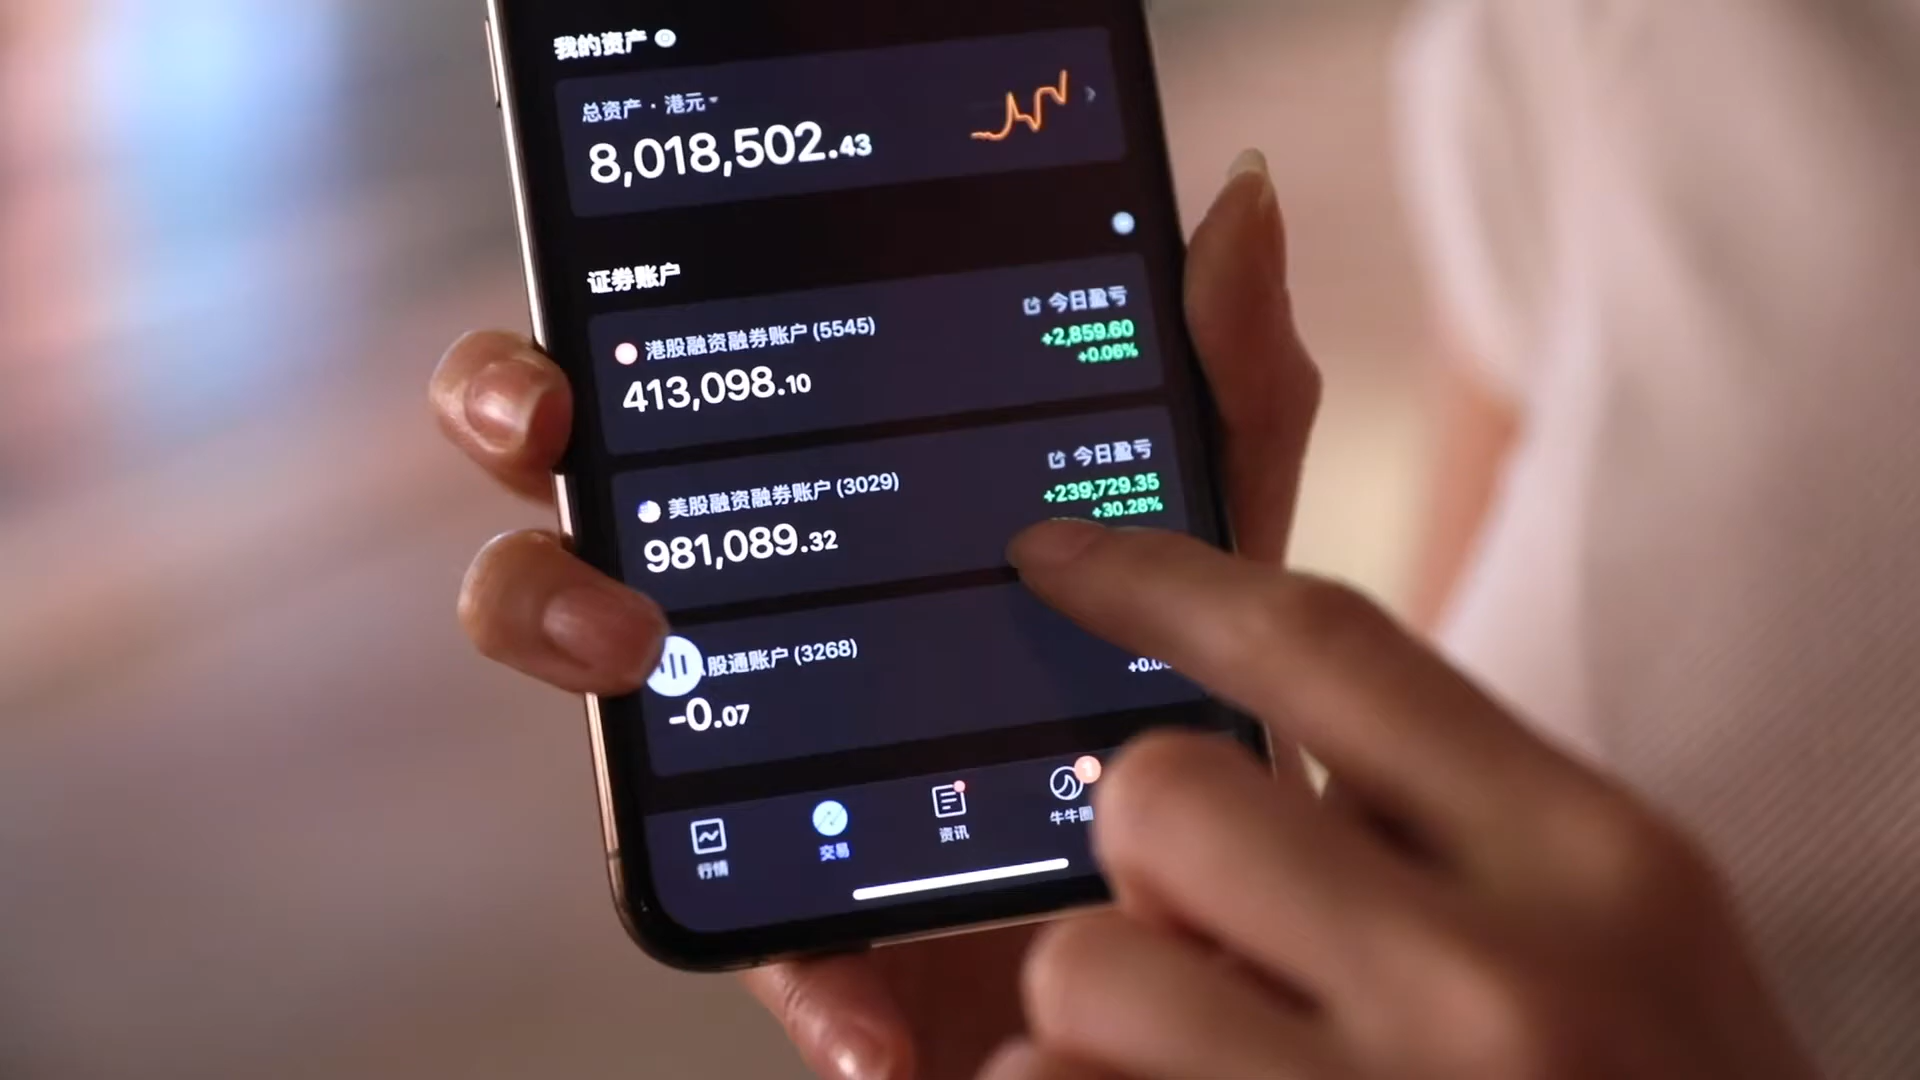 我的资产
总资产·港元
8,018,502.43
证券账户
港股融资融券账户 (5545)
今日盈亏
413,098.10
+2,859.60
+0.06%
美股融资融券账户 (3029)
今日盈亏
981,089.32
+239,729.35
+30.28%
股通账户 (3268)
-0.07
行情
交易
资讯
牛牛圈
1